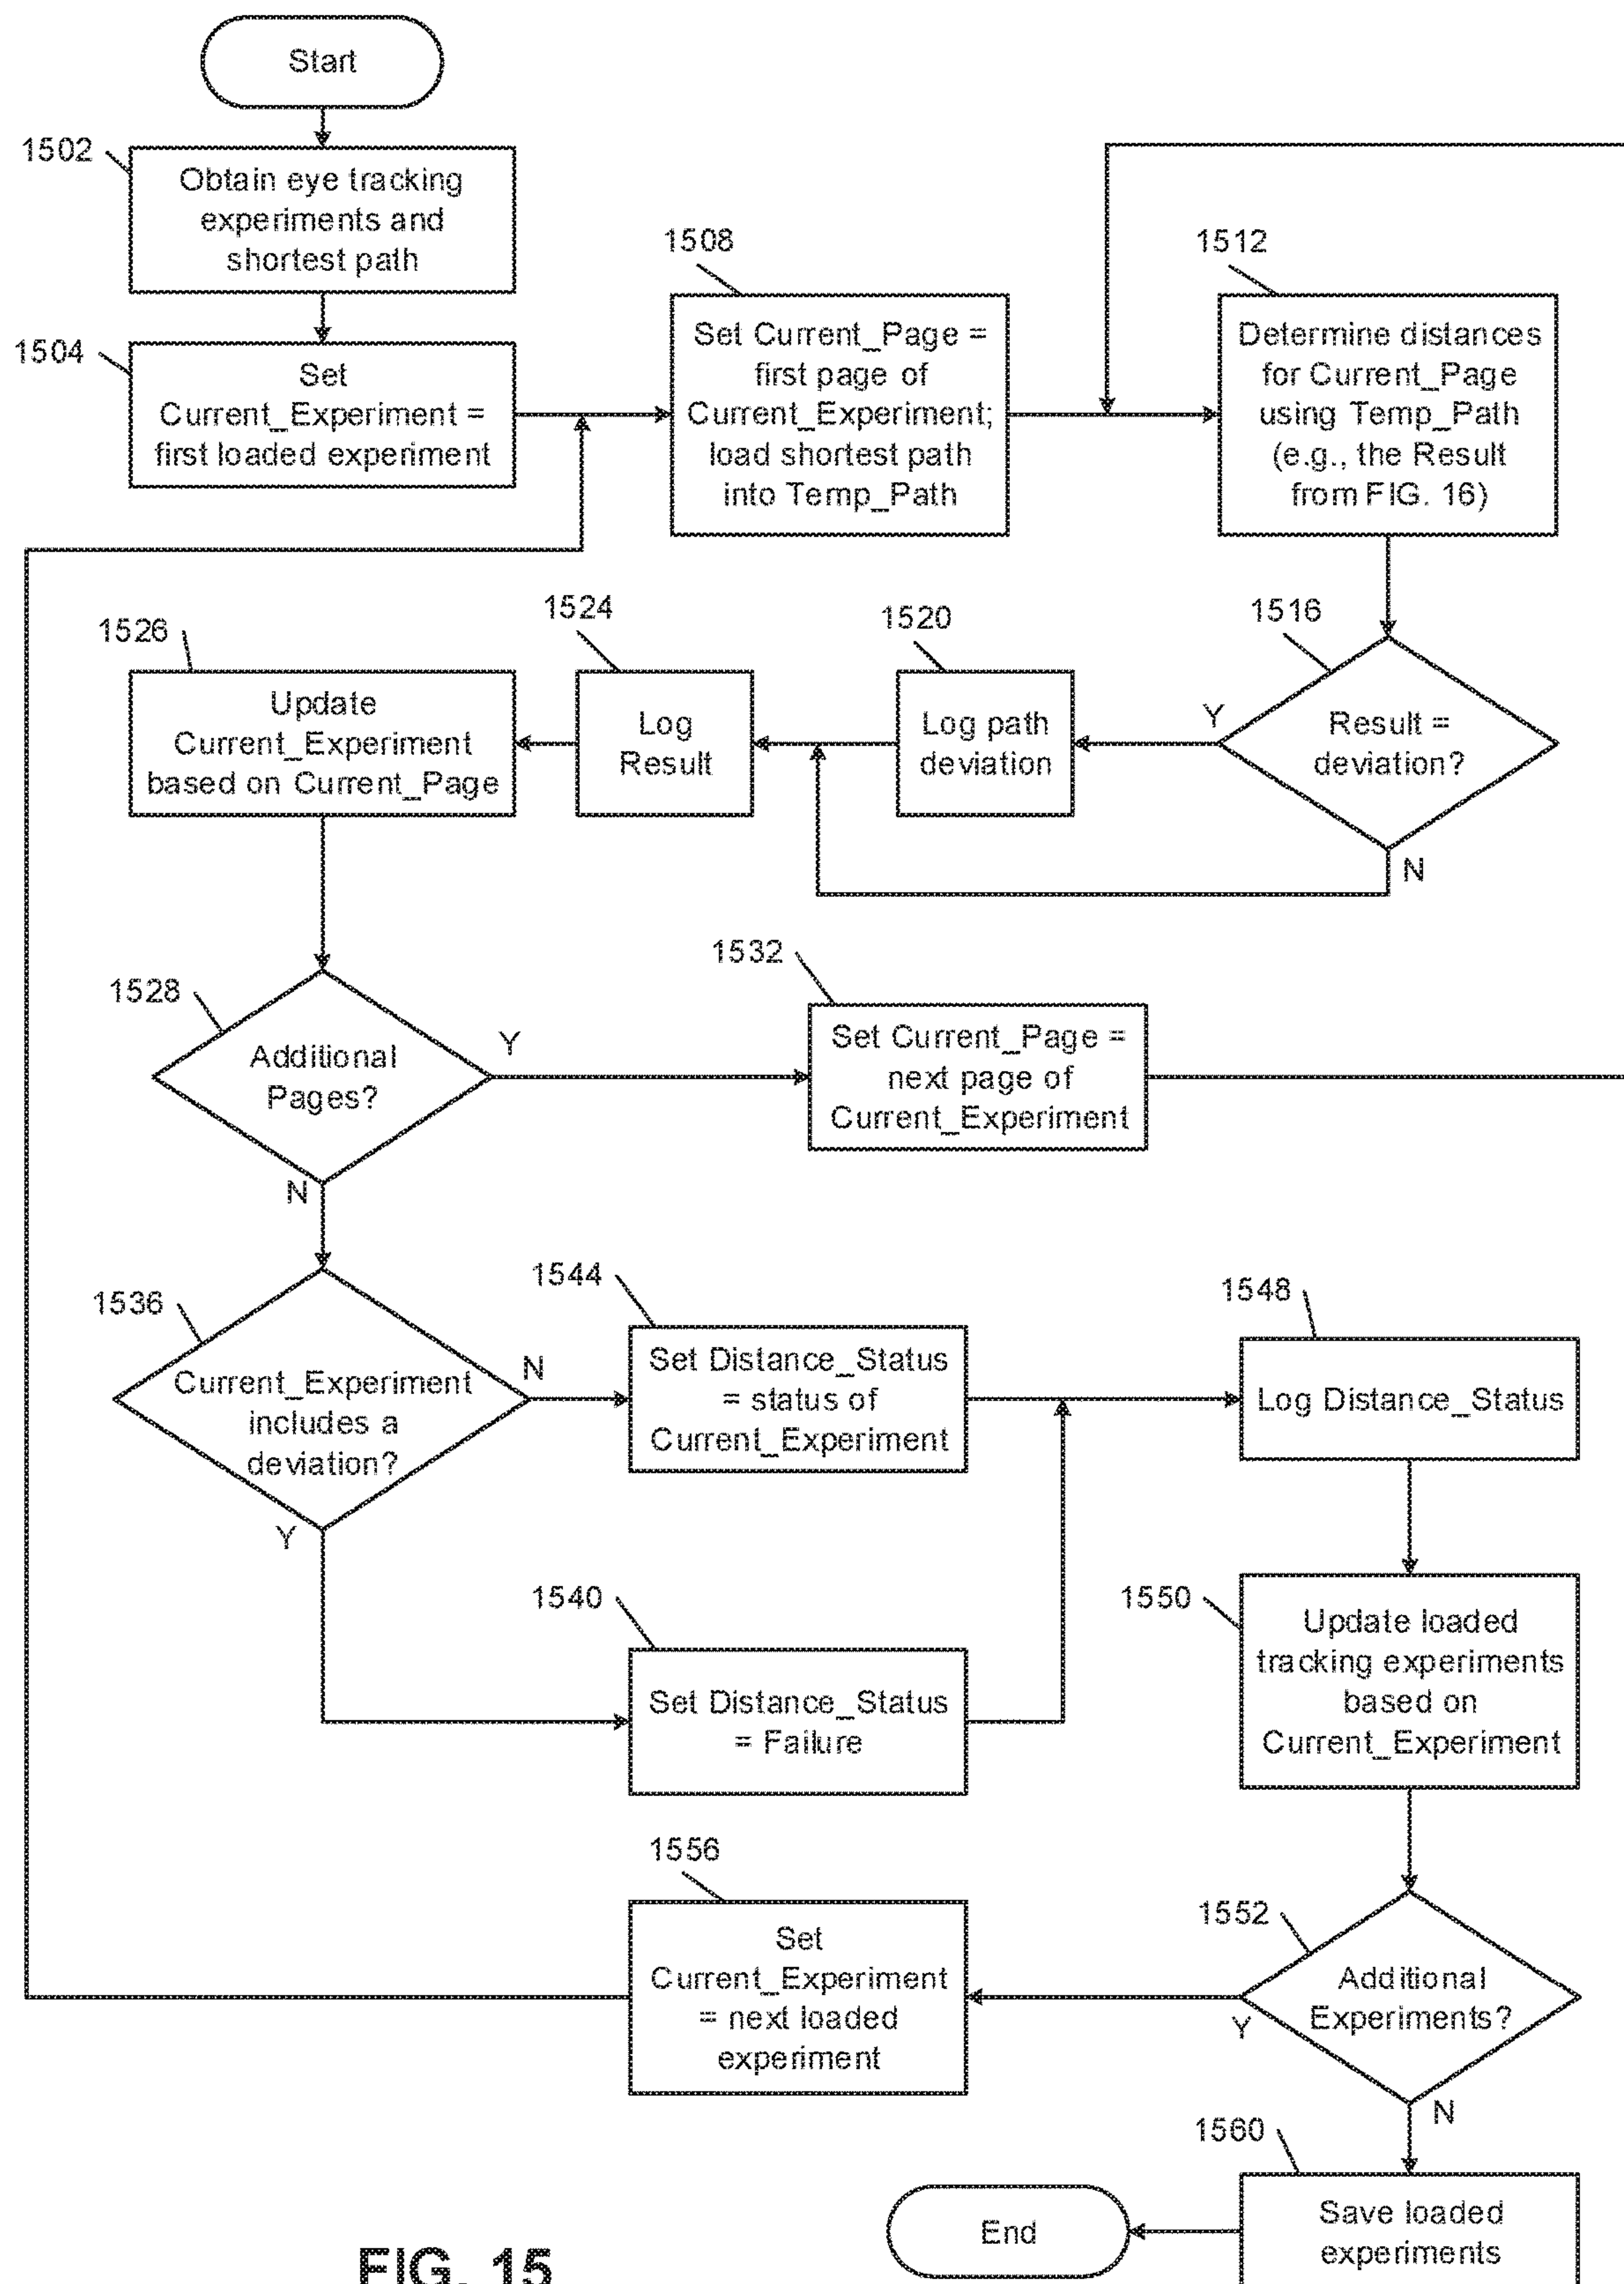 Start
1502
Obtain eye tracking
experiments and
shortest path
1504
Set
Current_Experiment =
first loaded experiment
1508
Set Current_Page =
first page of
Current_Experiment;
load shortest path
into Temp_Path
1512
Determine distances
for Current_Page
using Temp_Path
(e.g., the Result
from FIG. 16)
1516
Result =
deviation?
Y
N
1520
Log path
deviation
1524
Log
Result
1526
Update
Current_Experiment
based on Current_Page
1528
Additional
Pages?
Y
N
1532
Set Current_Page =
next page of
Current_Experiment
1536
Current_Experiment
includes a
deviation?
N
Y
1544
Set Distance_Status
= status of
Current_Experiment
1540
Set Distance_Status
= Failure
1548
Log Distance_Status
1550
Update loaded
tracking experiments
based on
Current_Experiment
1552
Additional
Experiments?
Y
N
1556
Set
Current_Experiment
= next loaded
experiment
1560
Save loaded
experiments
End
FIG. 15